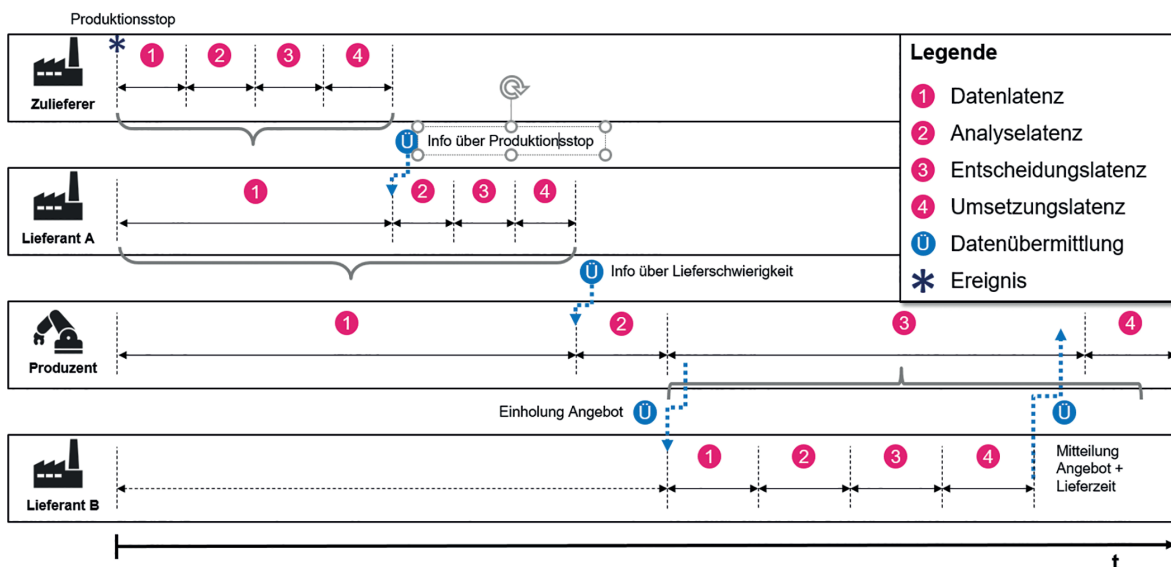 Produktionsstop
1 2 3 4
Zulieferer
Ü Info über Produktionsstop
1 2 3 4
Lieferant A
Ü Info über Lieferschwierigkeit
1 2 3 4
Produzent
Einholung Angebot Ü
Ü
1 2 3 4
Mitteilung
Angebot +
Lieferzeit
Lieferant B
t
Legende
1 Datenlatenz
2 Analyselatenz
3 Entscheidungslatenz
4 Umsetzungslatenz
Ü Datenübermittlung
* Ereignis